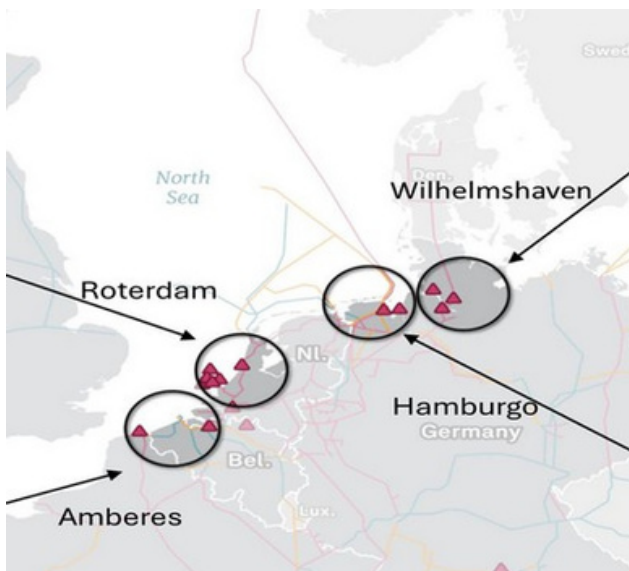 Swed
Den.
North
Sea
Wilhelmshaven
Roterdam
Nl.
Hamburgo
Germany
Bel.
Amberes
Lux.